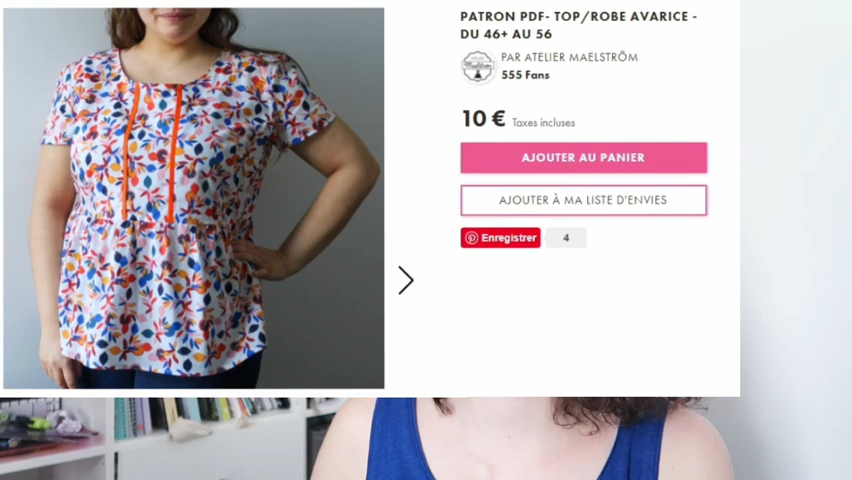 PATRON PDF- TOP/ROBE AVARICE -
DU 46+ AU 56
PAR ATELIER MAELSTRÖM
555 Fans
10 € Taxes incluses
AJOUTER AU PANIER
AJOUTER À MA LISTE D'ENVIES
Enregistrer 4